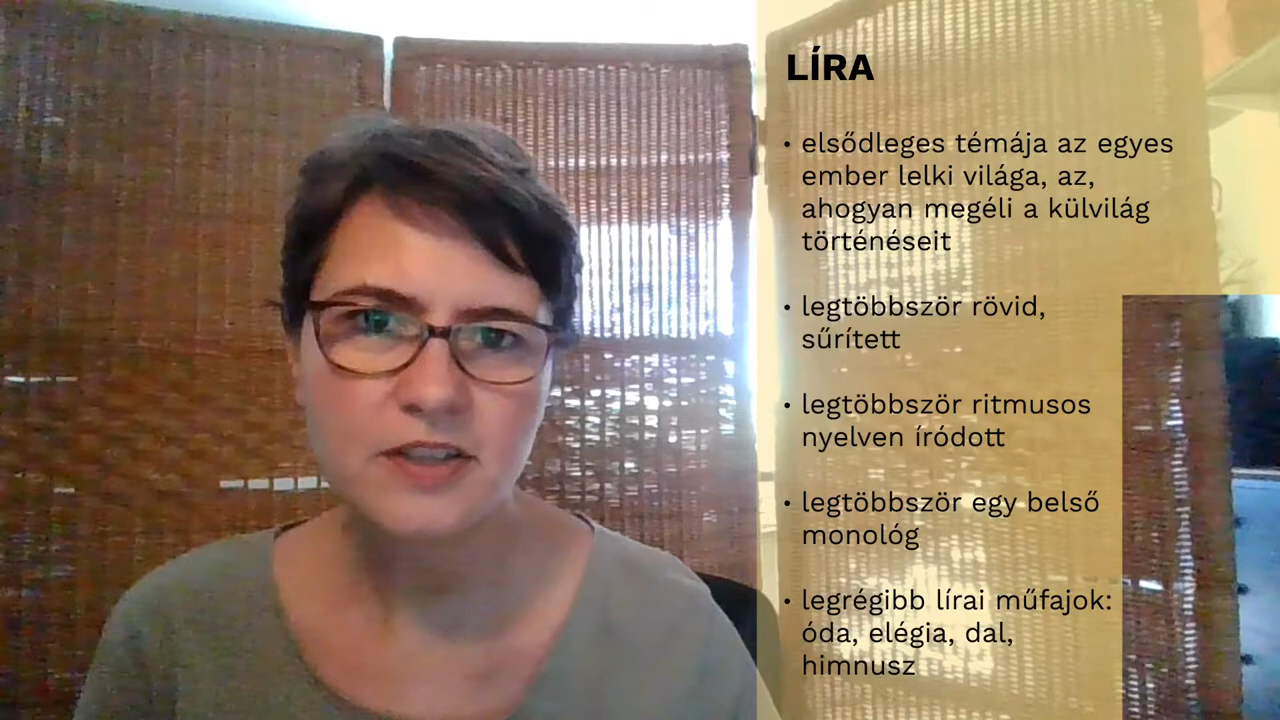 LÍRA
• elsődleges témája az egyes
ember lelki világa, az,
ahogyan megéli a külvilág
történéseit
• legtöbbször rövid,
sűrített
• legtöbbször ritmusos
nyelven íródott
• legtöbbször egy belső
monológ
• legrégibb lírai műfajok:
óda, elégia, dal,
himnusz